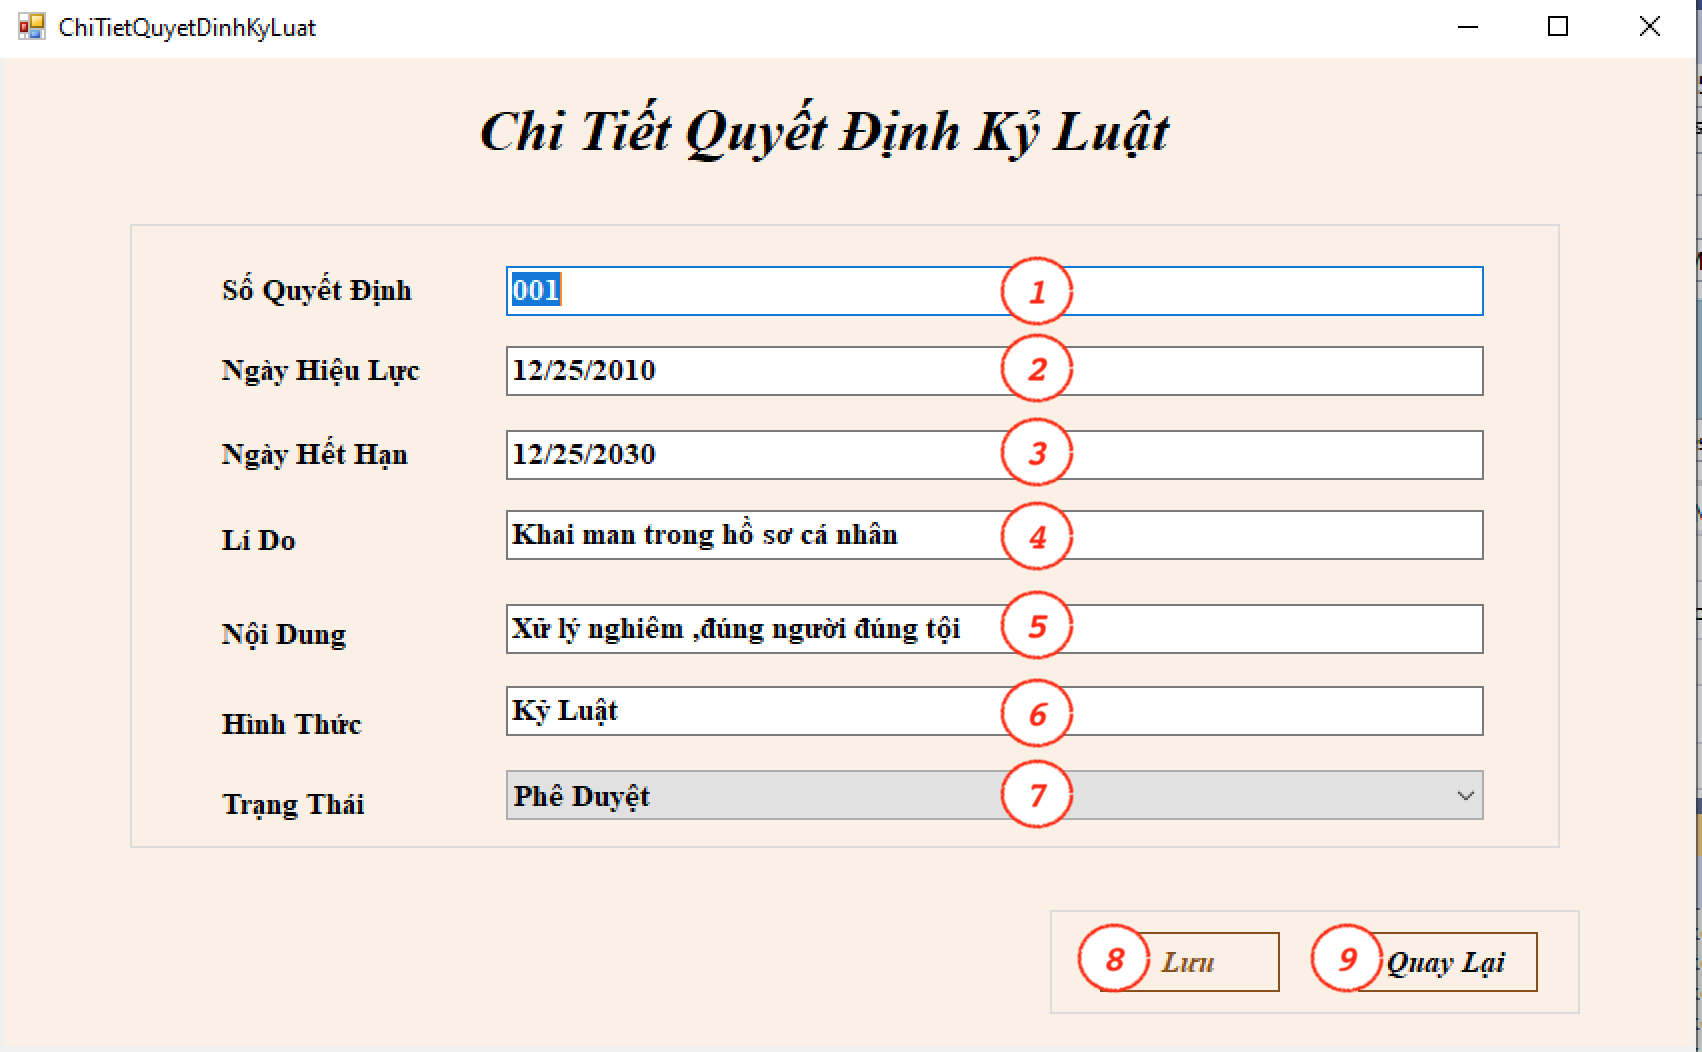 ChiTietQuyetDinhKyLuat
Chi Tiết Quyết Định Kỷ Luật
Số Quyết Định 001 1
Ngày Hiệu Lực 12/25/2010 2
Ngày Hết Hạn 12/25/2030 3
Lí Do Khai man trong hồ sơ cá nhân 4
Nội Dung Xử lý nghiêm ,đúng người đúng tội 5
Hình Thức Kỷ Luật 6
Trạng Thái Phê Duyệt 7
8 Lưu 9 Quay Lại